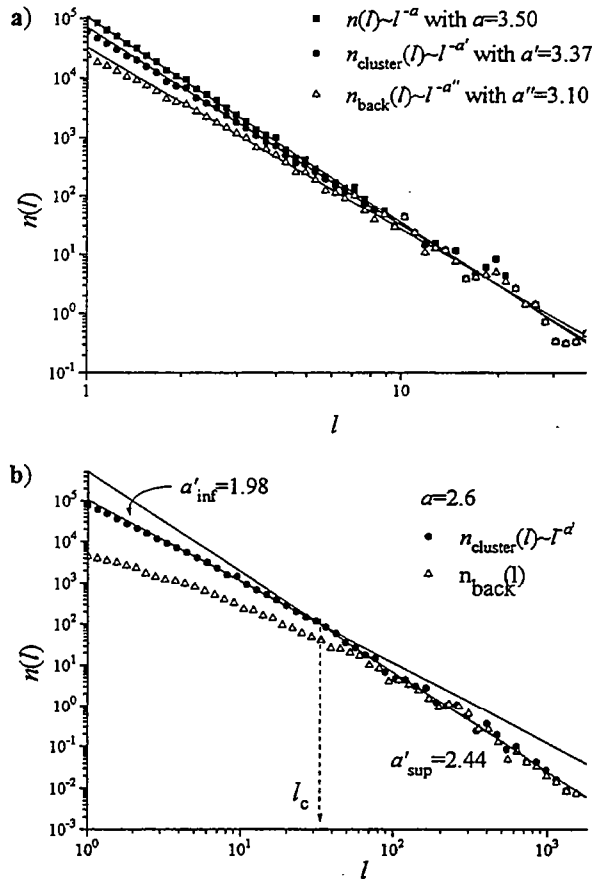 a)
■ n(l)~l^-a with a=3.50
● n_cluster(l)~l^-a' with a'=3.37
△ n_back(l)~l^-a'' with a''=3.10
10^5
10^4
10^3
10^2
10^1
10^0
10^-1
n(l)
1
10
l
b)
a'_inf=1.98
a=2.6
● n_cluster(l)~l^-a'
△ n_back(l)
10^5
10^4
10^3
10^2
10^1
10^0
10^-1
10^-2
10^-3
n(l)
a'_sup=2.44
l_c
10^0
10^1
10^2
10^3
l